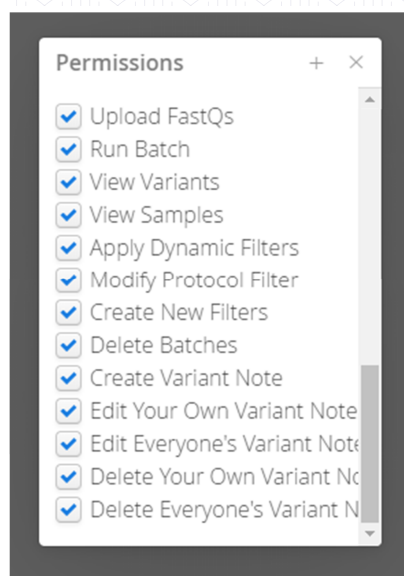 Permissions
Upload FastQs
Run Batch
View Variants
View Samples
Apply Dynamic Filters
Modify Protocol Filter
Create New Filters
Delete Batches
Create Variant Note
Edit Your Own Variant Note
Edit Everyone's Variant Note
Delete Your Own Variant No
Delete Everyone's Variant N